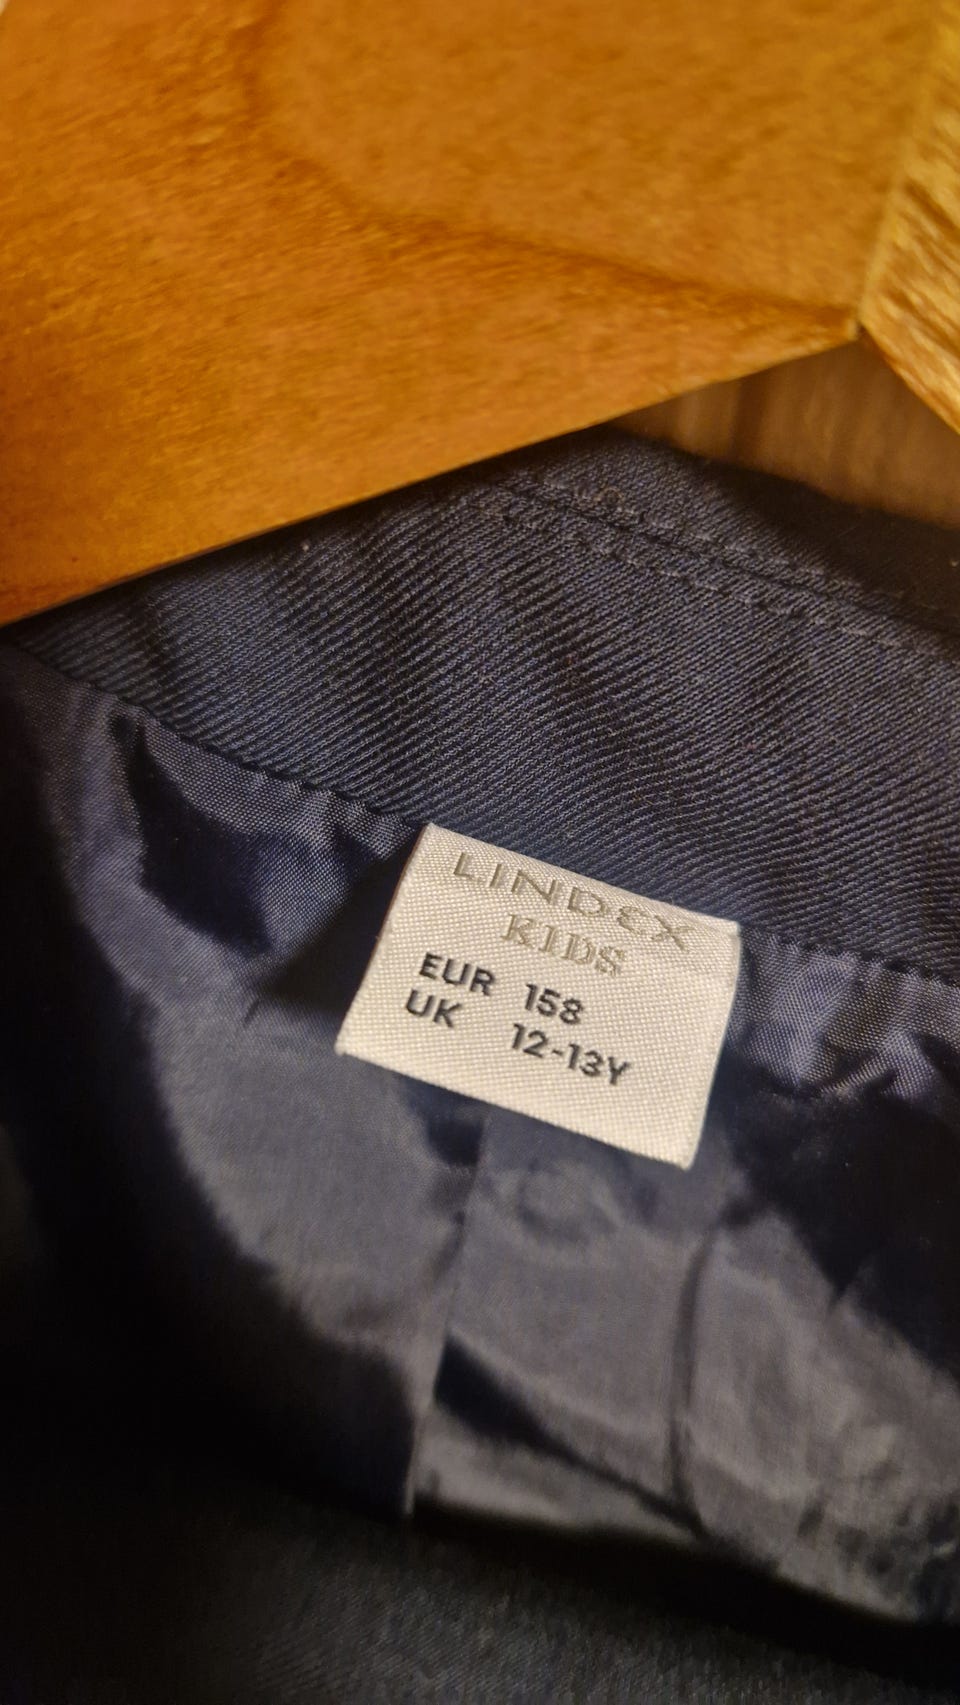 LINDEX
KIDS
EUR 158
UK 12-13Y